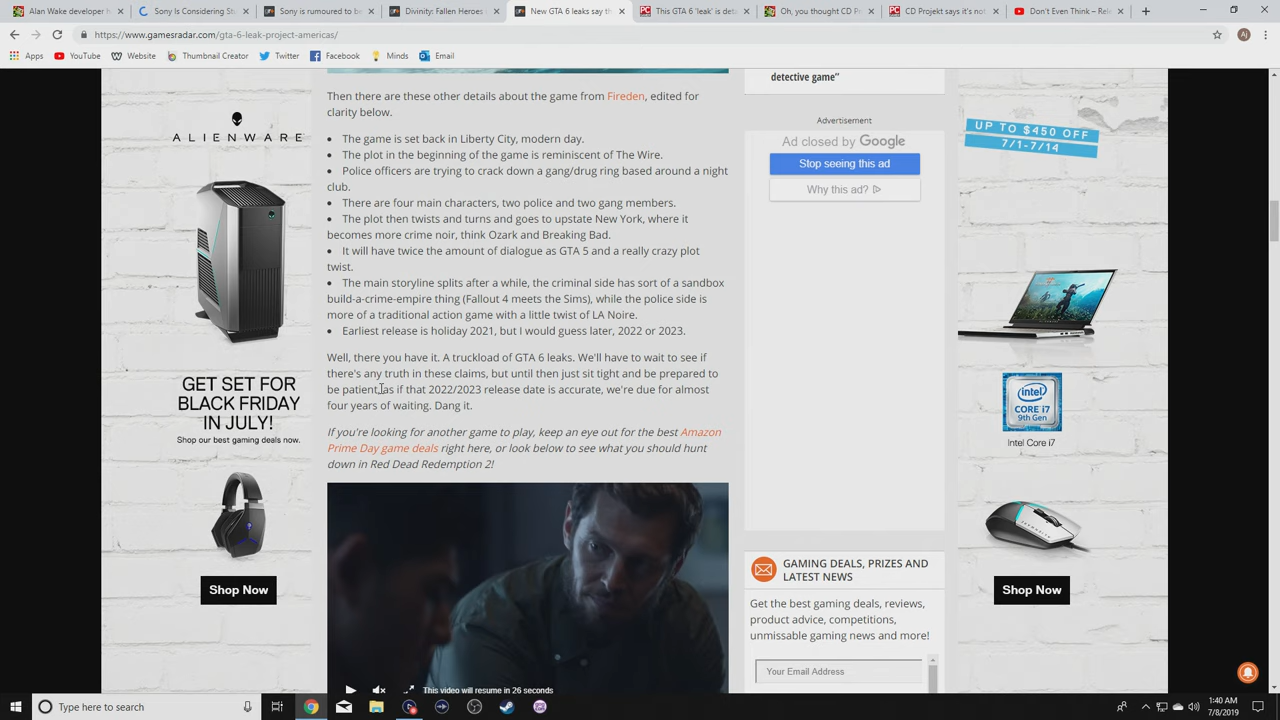 Alan Wake developer h
Sony Is Considering St
Sony is rumoured to be
Divinity: Fallen Heroes
New GTA 6 leaks say th
This GTA 6 'leak' is deta
Oh, you thought CD Pr
CD Projekt says it's not
Don't Even Think – Rele
https://www.gamesradar.com/gta-6-leak-project-americas/
Apps
YouTube
Website
Thumbnail Creator
Twitter
Facebook
Minds
Email
Then there are these other details about the game from Fireden, edited for
clarity below.
The game is set back in Liberty City, modern day.
• The plot in the beginning of the game is reminiscent of The Wire.
• Police officers are trying to crack down a gang/drug ring based around a night
club.
• There are four main characters, two police and two gang members.
• The plot then twists and turns and goes to upstate New York, where it
becomes more crime noir, think Ozark and Breaking Bad.
• It will have twice the amount of dialogue as GTA 5 and a really crazy plot
twist.
• The main storyline splits after a while, the criminal side has sort of a sandbox
build-a-crime-empire thing (Fallout 4 meets the Sims), while the police side is
more of a traditional action game with a little twist of LA Noire.
• Earliest release is holiday 2021, but I would guess later, 2022 or 2023.
Well, there you have it. A truckload of GTA 6 leaks. We'll have to wait to see if
there's any truth in these claims, but until then just sit tight and be prepared to
be patient as if that 2022/2023 release date is accurate, we're due for almost
four years of waiting. Dang it.
If you're looking for another game to play, keep an eye out for the best Amazon
Prime Day game deals right here, or look below to see what you should hunt
down in Red Dead Redemption 2!
This video will resume in 26 seconds
ALIENWARE
GET SET FOR
BLACK FRIDAY
IN JULY!
Shop our best gaming deals now.
Shop Now
detective game"
Advertisement
Ad closed by Google
Stop seeing this ad
Why this ad?
GAMING DEALS, PRIZES AND
LATEST NEWS
Get the best gaming deals, reviews,
product advice, competitions,
unmissable gaming news and more!
Your Email Address
UP TO $450 OFF
7/1-7/14
intel
CORE i7
9th Gen
Intel Core i7
Shop Now
Type here to search
1:40 AM
7/8/2019